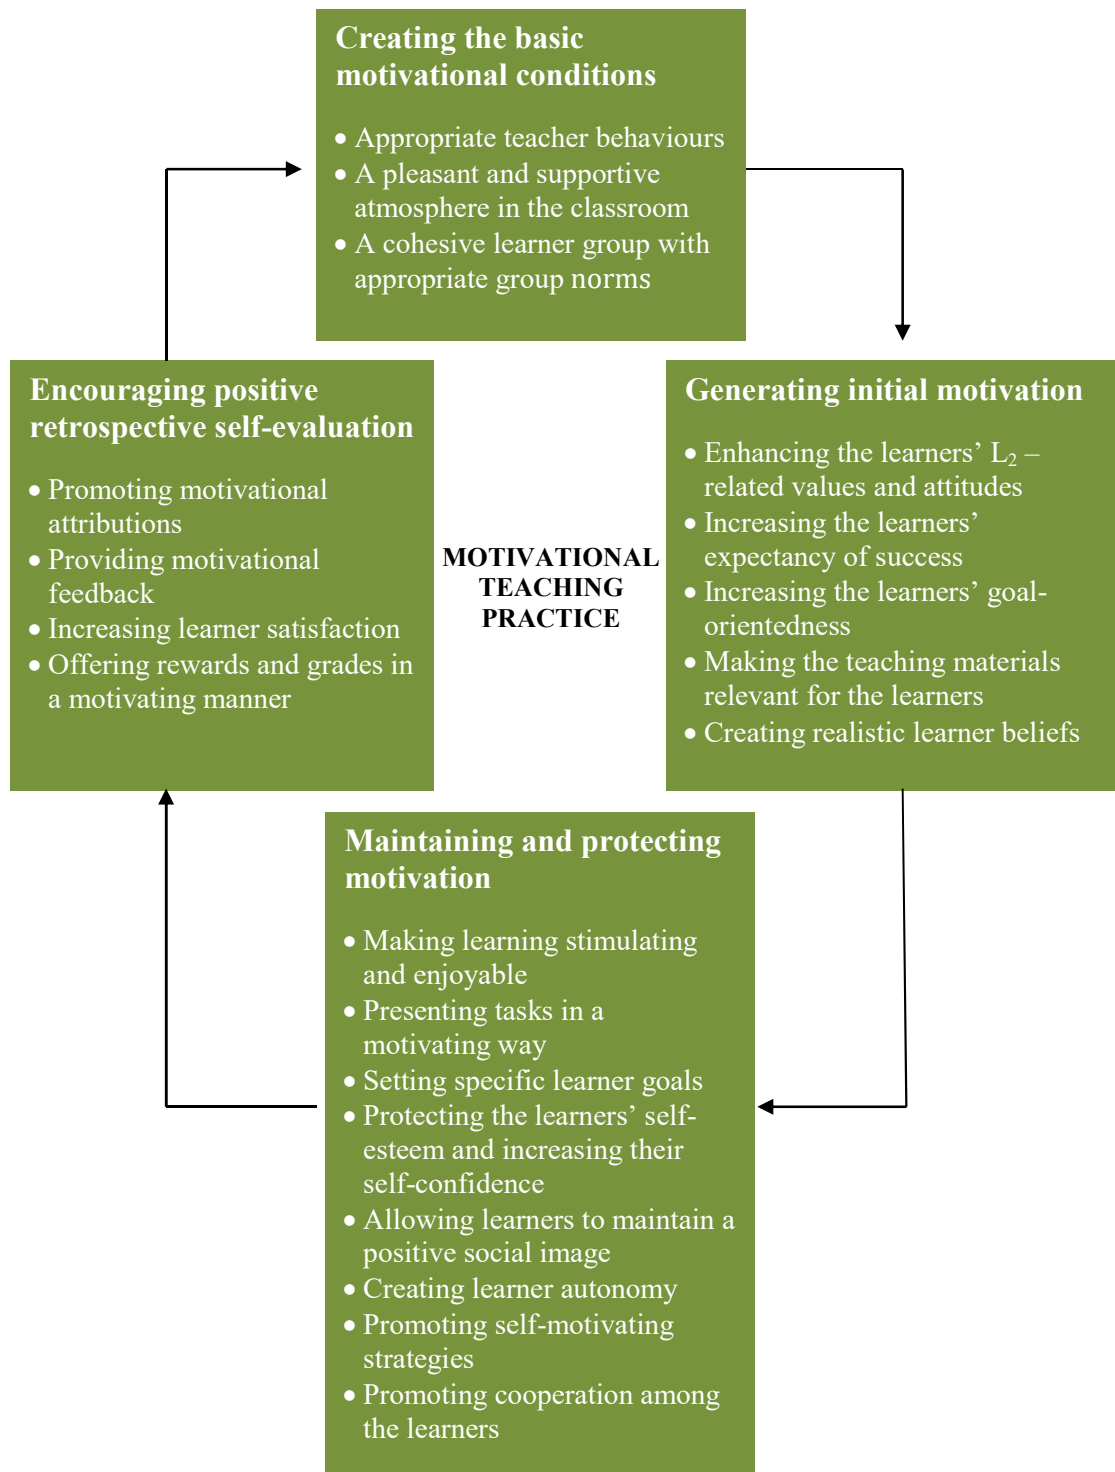 Creating the basic
motivational conditions
• Appropriate teacher behaviours
• A pleasant and supportive
atmosphere in the classroom
• A cohesive learner group with
appropriate group norms
Generating initial motivation
• Enhancing the learners’ L₂ –
related values and attitudes
• Increasing the learners’
expectancy of success
• Increasing the learners’ goal-
orientedness
• Making the teaching materials
relevant for the learners
• Creating realistic learner beliefs
Maintaining and protecting
motivation
• Making learning stimulating
and enjoyable
• Presenting tasks in a
motivating way
• Setting specific learner goals
• Protecting the learners’ self-
esteem and increasing their
self-confidence
• Allowing learners to maintain a
positive social image
• Creating learner autonomy
• Promoting self-motivating
strategies
• Promoting cooperation among
the learners
Encouraging positive
retrospective self-evaluation
• Promoting motivational
attributions
• Providing motivational
feedback
• Increasing learner satisfaction
• Offering rewards and grades in
a motivating manner
MOTIVATIONAL
TEACHING
PRACTICE